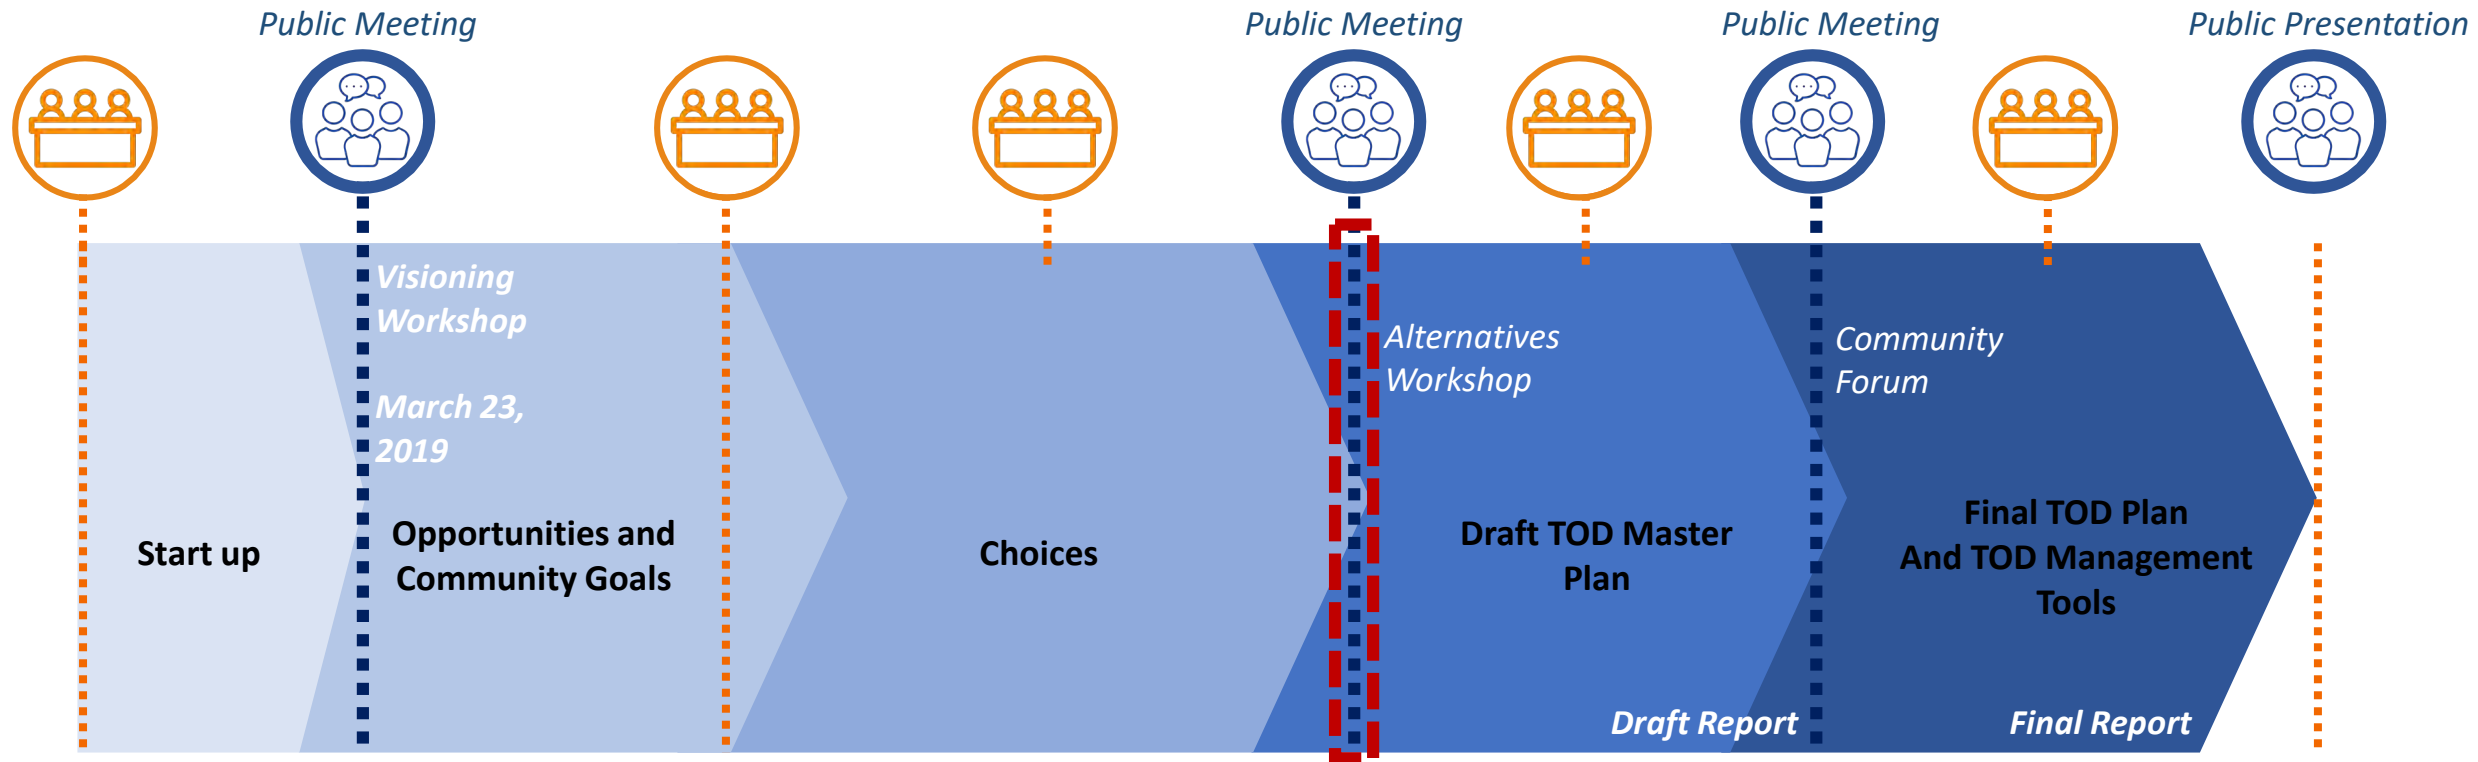 Public Meeting
Public Meeting
Public Meeting
Public Presentation
Visioning
Workshop
March 23,
2019
Alternatives
Workshop
Community
Forum
Start up
Opportunities and
Community Goals
Choices
Draft TOD Master
Plan
Final TOD Plan
And TOD Management
Tools
Draft Report
Final Report